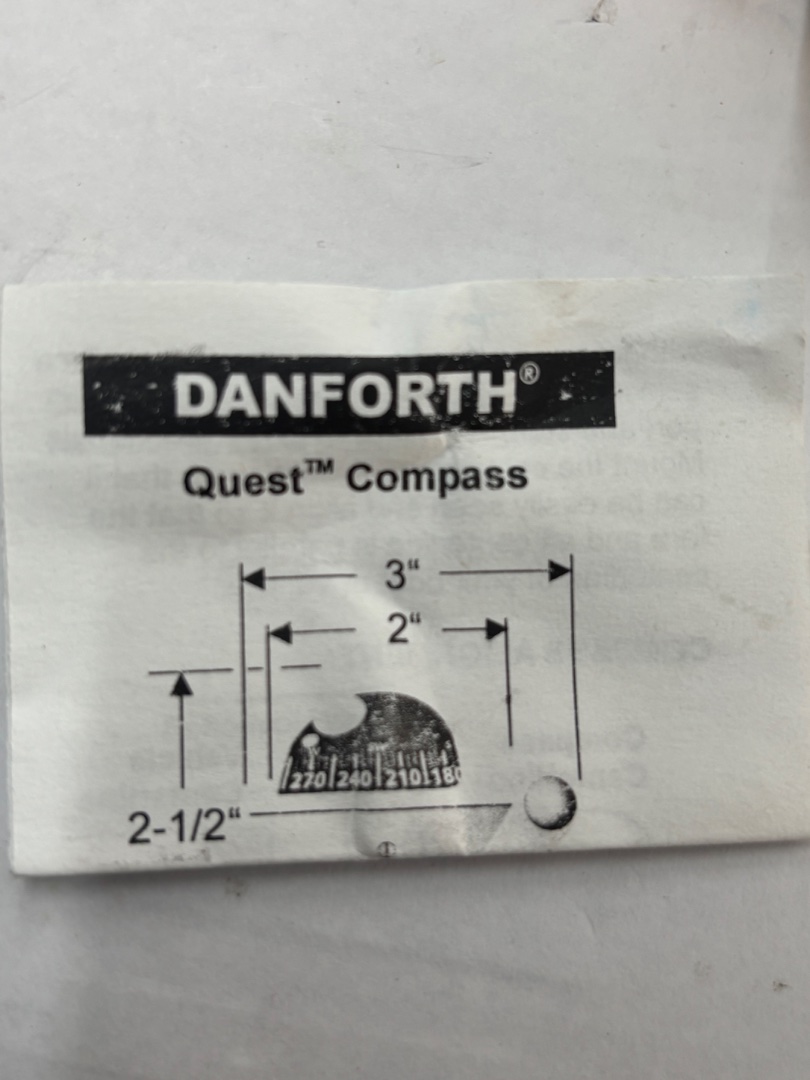 DANFORTH®
Quest™ Compass
3"
2"
270 240 210 180
2-1/2"